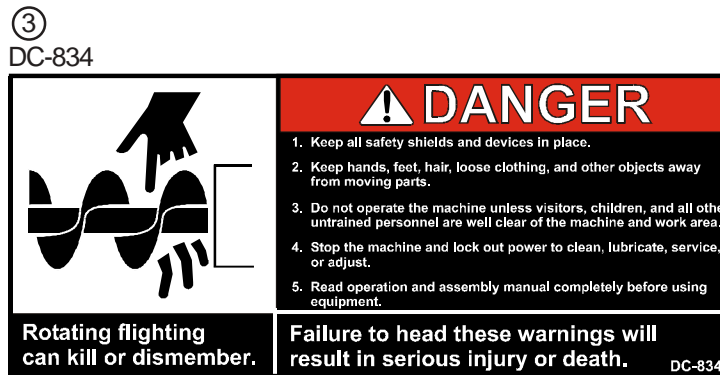 3
DC-834
DANGER
1. Keep all safety shields and devices in place.
2. Keep hands, feet, hair, loose clothing, and other objects away
from moving parts.
3. Do not operate the machine unless visitors, children, and all othe
untrained personnel are well clear of the machine and work area.
4. Stop the machine and lock out power to clean, lubricate, service,
or adjust.
5. Read operation and assembly manual completely before using
equipment.
Rotating flighting
can kill or dismember.
Failure to head these warnings will
result in serious injury or death.
DC-834